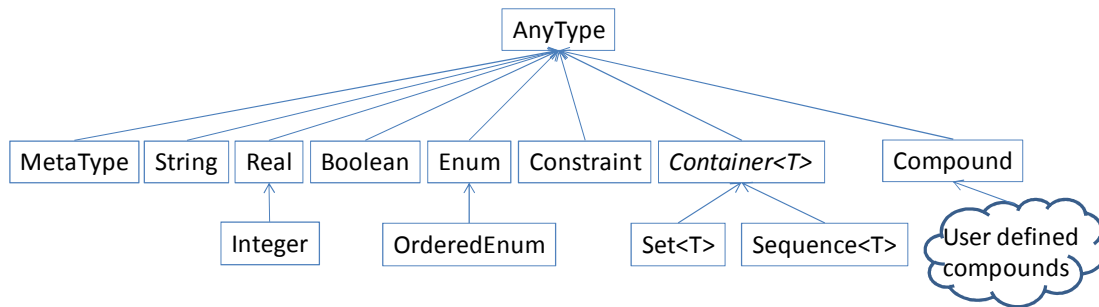 AnyType
MetaType
String
Real
Boolean
Enum
Constraint
Container<T>
Compound
Integer
OrderedEnum
Set<T>
Sequence<T>
User defined
compounds